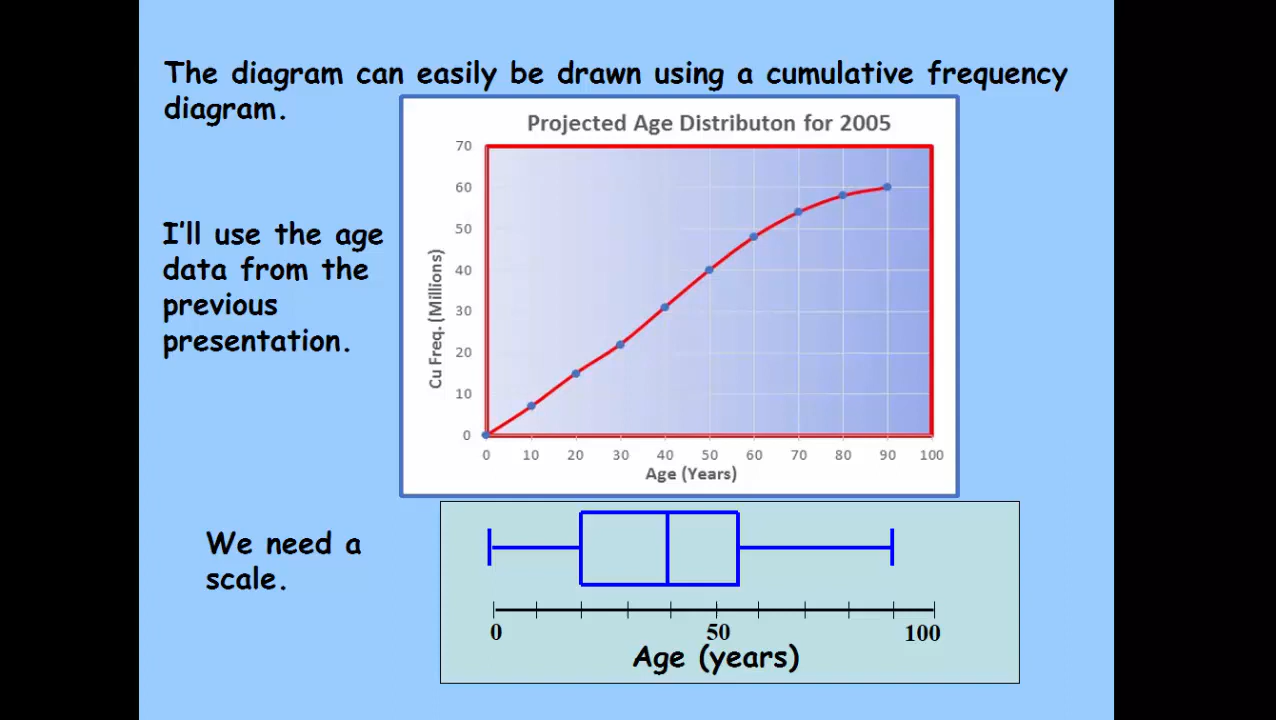 The diagram can easily be drawn using a cumulative frequency
diagram.
Projected Age Distributon for 2005
I'll use the age
data from the
previous
presentation.
Cu Freq. (Millions)
70
60
50
40
30
20
10
0
0 10 20 30 40 50 60 70 80 90 100
Age (Years)
We need a
scale.
0 50 100
Age (years)